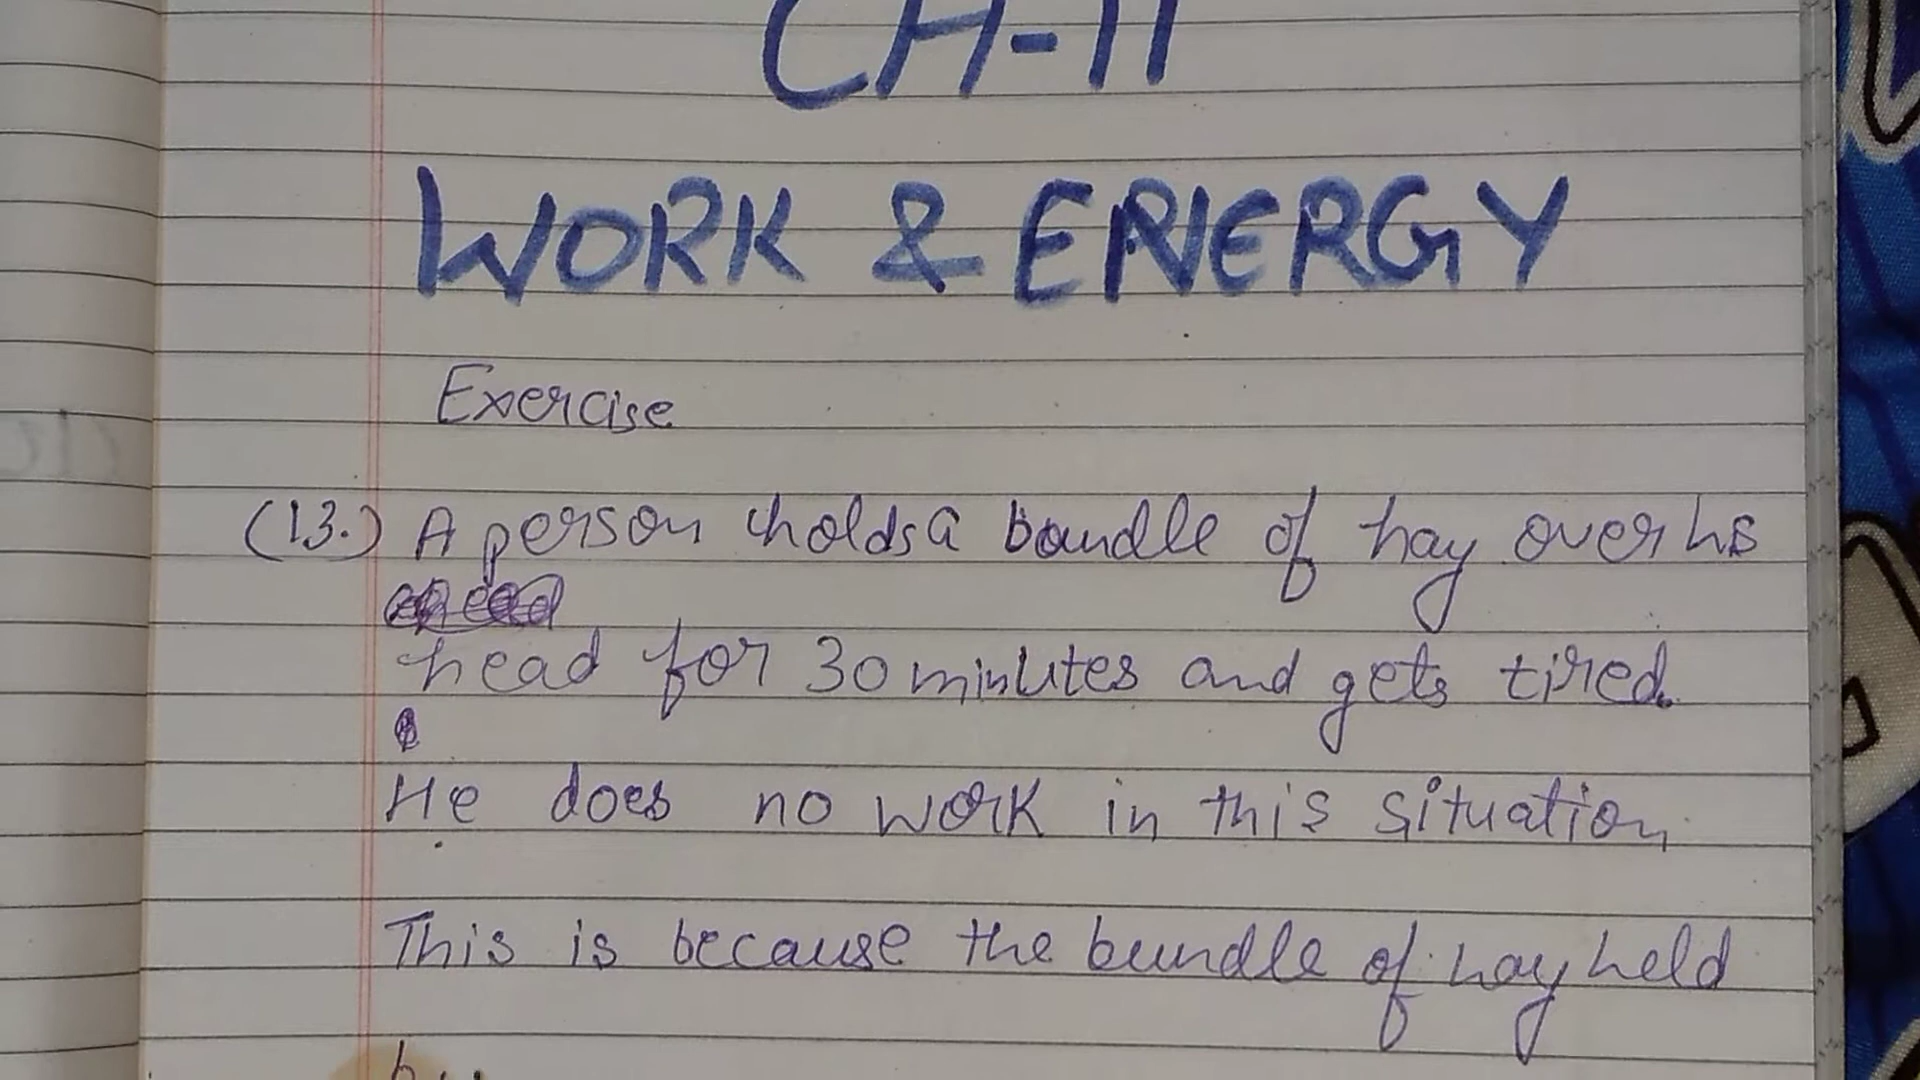 CH-11
WORK & ENERGY
Exercise
(13.) A person holds a bundle of hay over his
head for 30 minutes and gets tired.
He does no work in this situation
This is because the bundle of hay held